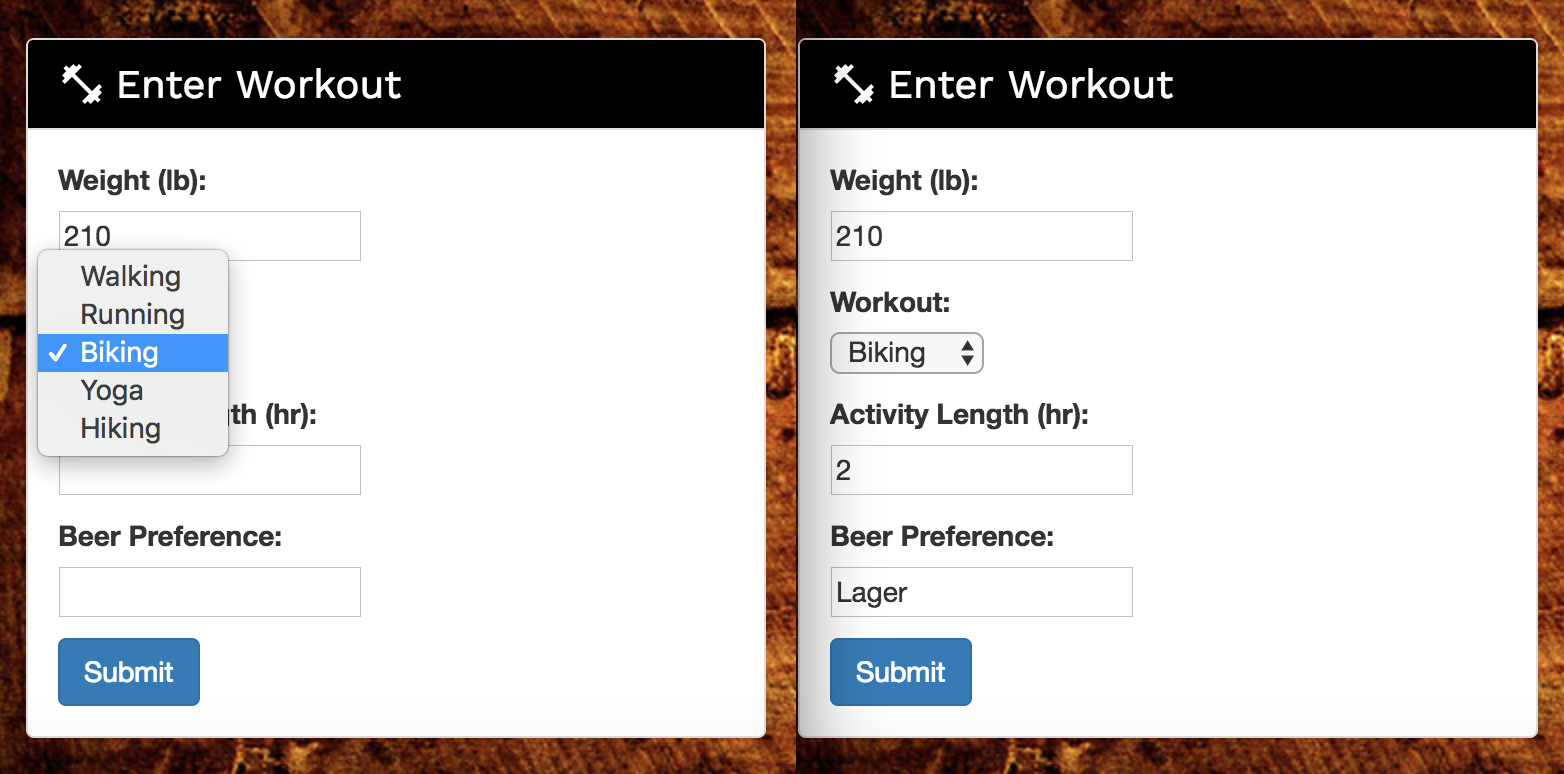 Enter Workout
Weight (lb):
210
Walking
Running
Biking
Yoga
Hiking
th (hr):
Beer Preference:
Submit
Enter Workout
Weight (lb):
210
Workout:
Biking
Activity Length (hr):
2
Beer Preference:
Lager
Submit